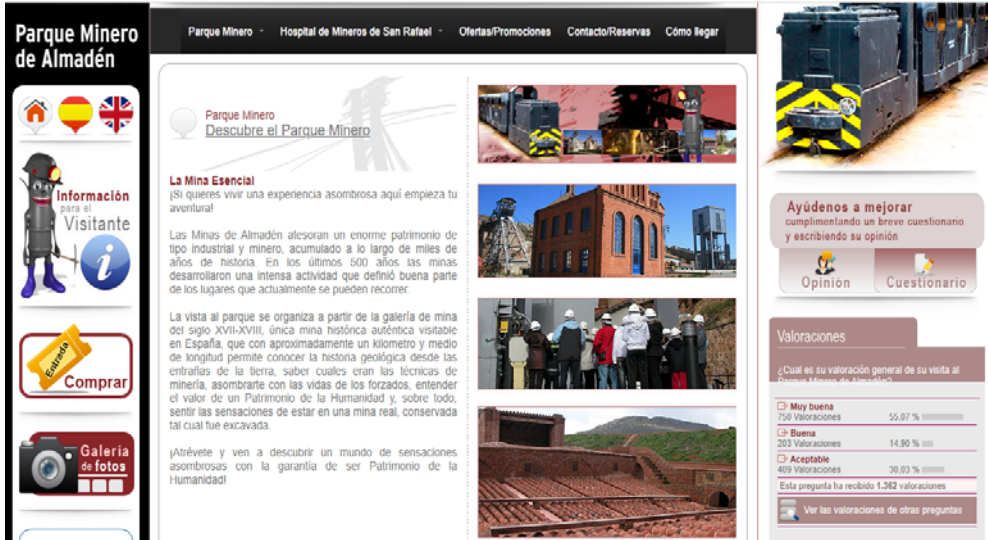 Parque Minero
de Almadén
Información
para el
Visitante
Entrada
Comprar
Galería
de fotos
Parque Minero
Hospital de Mineros de San Rafael
Ofertas/Promociones
Contacto/Reservas
Cómo llegar
Parque Minero
Descubre el Parque Minero
La Mina Esencial
¡Si quieres vivir una experiencia asombrosa aquí empieza tu
aventura!
Las Minas de Almadén atesoran un enorme patrimonio de
tipo industrial y minero, acumulado a lo largo de miles de
años de historia. En los últimos 500 años las minas
desarrollaron una intensa actividad que definió buena parte
de los lugares que actualmente se pueden recorrer.
La vista al parque se organiza a partir de la galería de mina
del siglo XVII-XVIII, única mina histórica auténtica visitable
en España, que con aproximadamente un kilometro y medio
de longitud permite conocer la historia geológica desde las
entrañas de la tierra, saber cuales eran las técnicas de
minería, asombrarte con las vidas de los forzados, entender
el valor de un Patrimonio de la Humanidad y, sobre todo,
sentir las sensaciones de estar en una mina real, conservada
tal cual fue excavada.
¡Atrévete y ven a descubrir un mundo de sensaciones
asombrosas con la garantía de ser Patrimonio de la
Humanidad!
Ayúdenos a mejorar
cumplimentando un breve cuestionario
y escribiendo su opinión
Opinión
Cuestionario
Valoraciones
¿Cual es su valoración general de su visita al
Parque Minero de Almadén?
Muy buena
750 Valoraciones 55,07 %
Buena
203 Valoraciones 14,90 %
Aceptable
409 Valoraciones 30,03 %
Esta pregunta ha recibido 1.362 valoraciones
Ver las valoraciones de otras preguntas